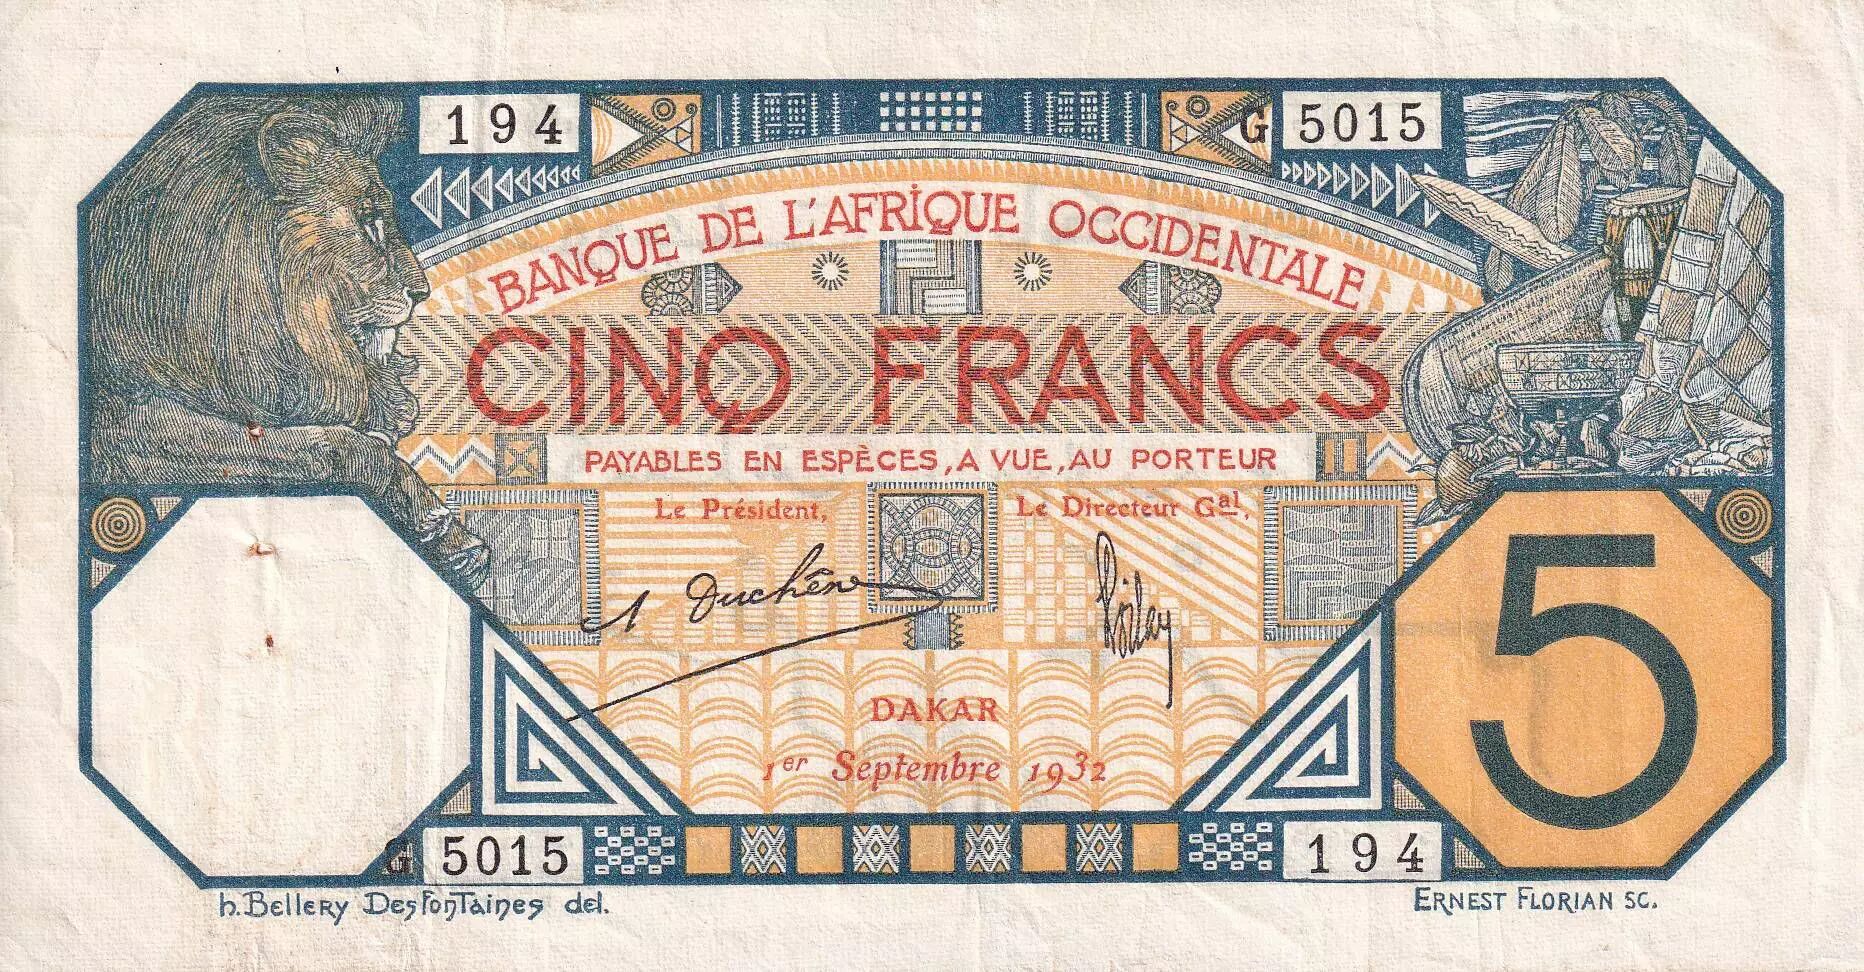 194
G 5015
BANQUE DE L'AFRIQUE OCCIDENTALE
CINQ FRANCS
PAYABLES EN ESPÈCES, A VUE, AU PORTEUR
Le Président,
Le Directeur Gal,
A Duchêne
DAKAR
1er Septembre 1932
5
G 5015
194
h. Bellery Desfontaines del.
ERNEST FLORIAN SC.